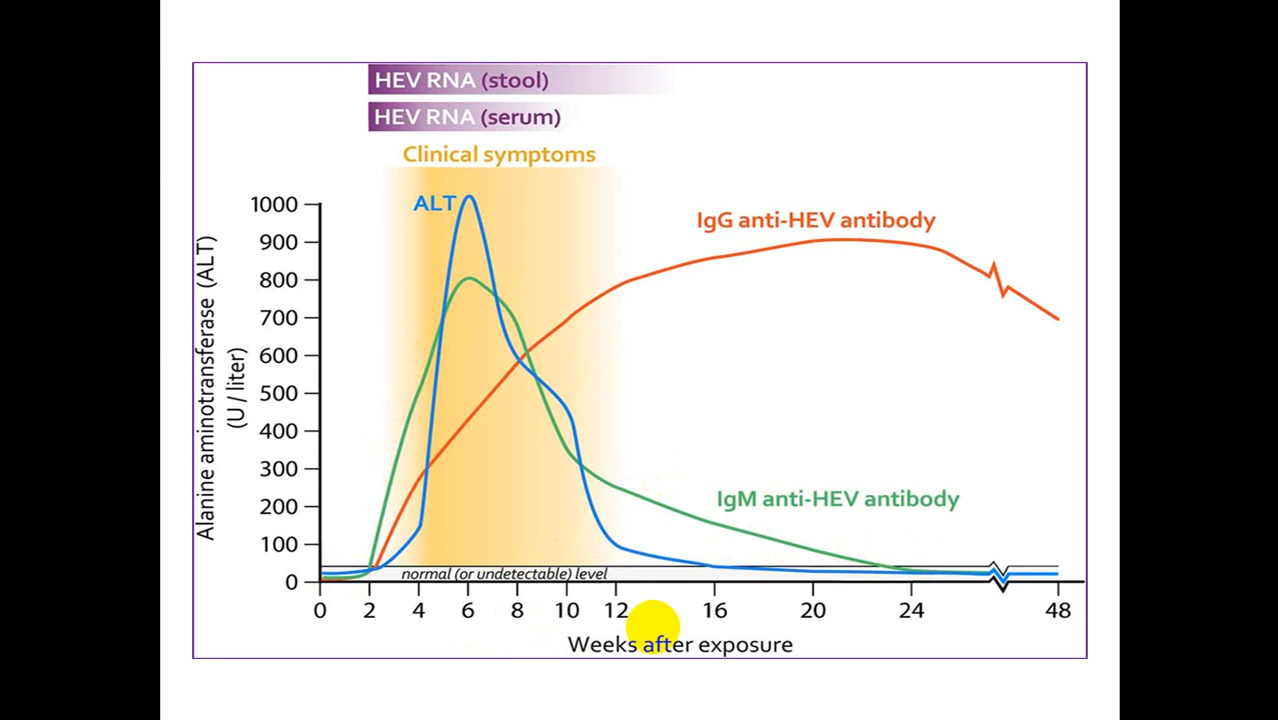 HEV RNA (stool)
HEV RNA (serum)
Clinical symptoms
ALT
IgG anti-HEV antibody
IgM anti-HEV antibody
Alanine aminotransferase (ALT)
(U / liter)
1000
900
800
700
600
500
400
300
200
100
0
normal (or undetectable) level
0 2 4 6 8 10 12 16 20 24 48
Weeks after exposure